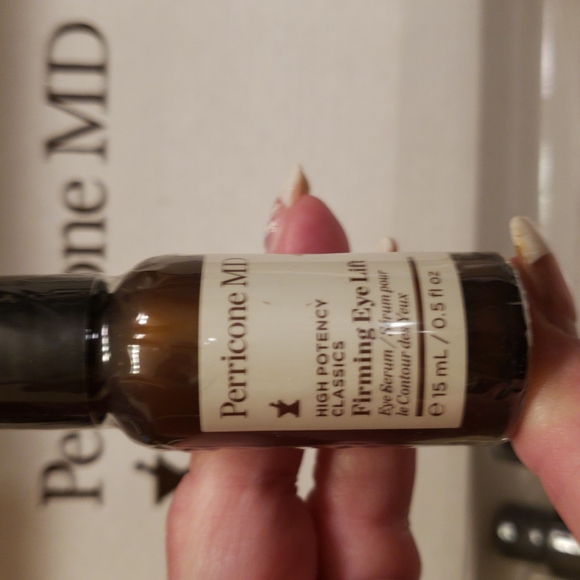 Perricone MD
Perricone MD
HIGH POTENCY
CLASSICS
Firming Eye Lift
Eye Serum / Sérum pour
le Contour des Yeux
℮ 15 mL / 0.5 fl oz